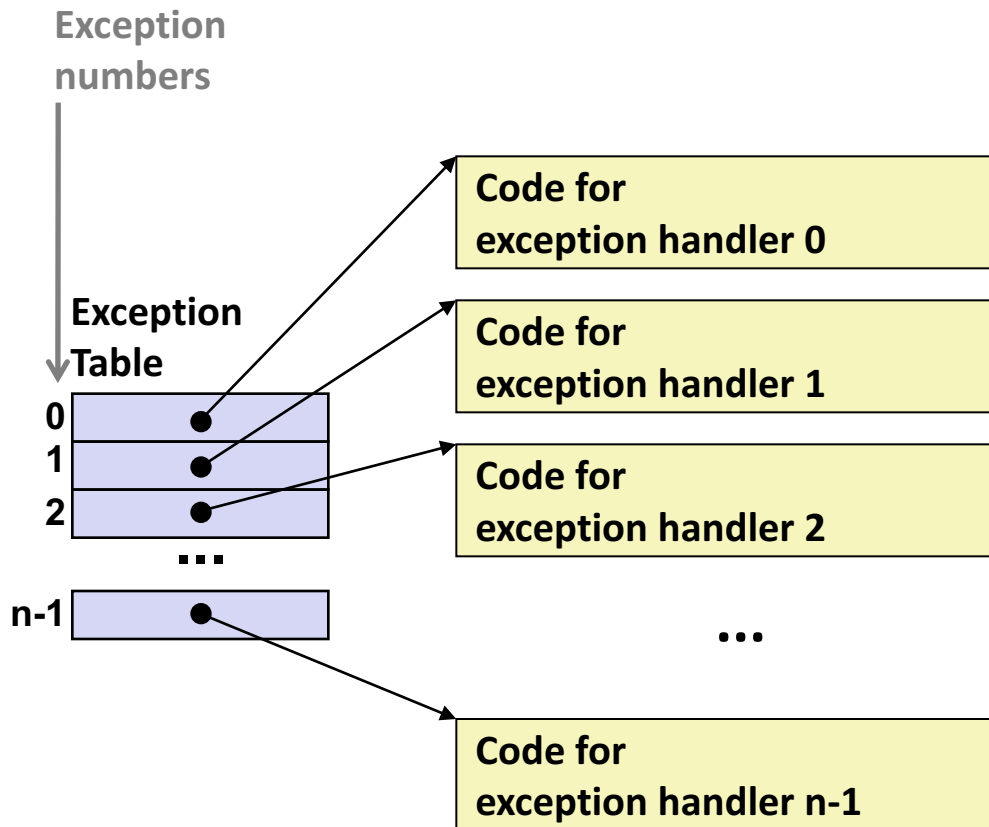 Exception
numbers
Code for
exception handler 0
Exception
Table
Code for
exception handler 1
0
1
2
...
n-1
Code for
exception handler 2
...
Code for
exception handler n-1